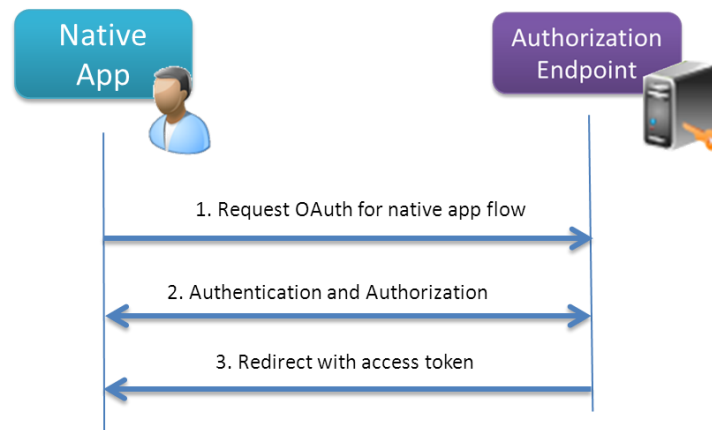 Native
App
Authorization
Endpoint
1. Request OAuth for native app flow
2. Authentication and Authorization
3. Redirect with access token